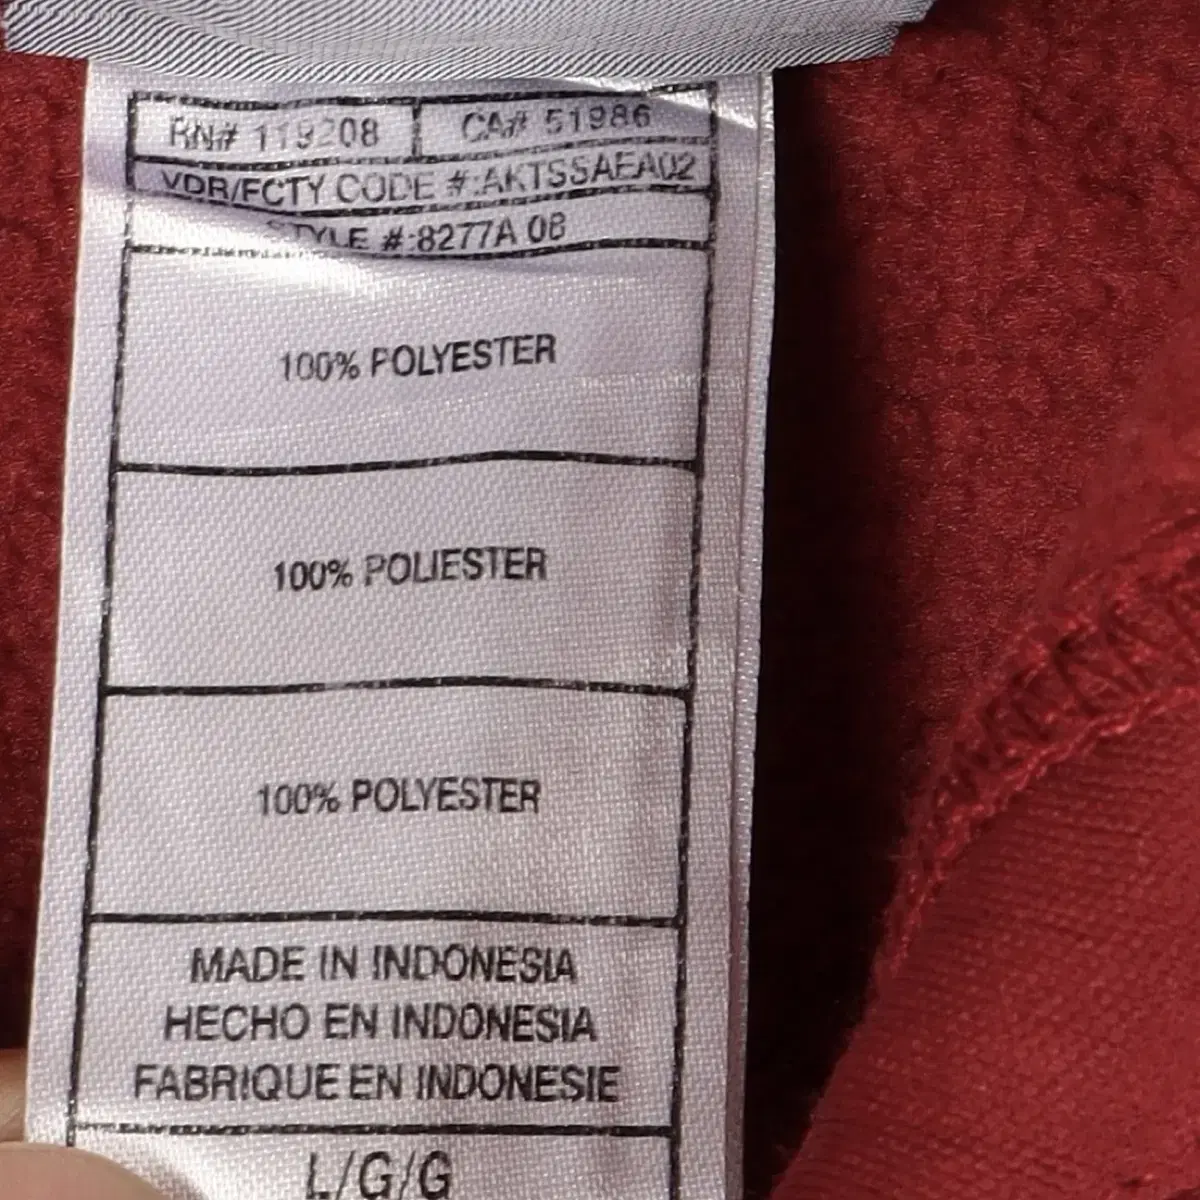 RN# 119208 CA# 51986
VDR/FCTY CODE #:AKTSSAEA02
STYLE #:8277A 08
100% POLYESTER
100% POLIESTER
100% POLYESTER
MADE IN INDONESIA
HECHO EN INDONESIA
FABRIQUE EN INDONESIE
L/G/G